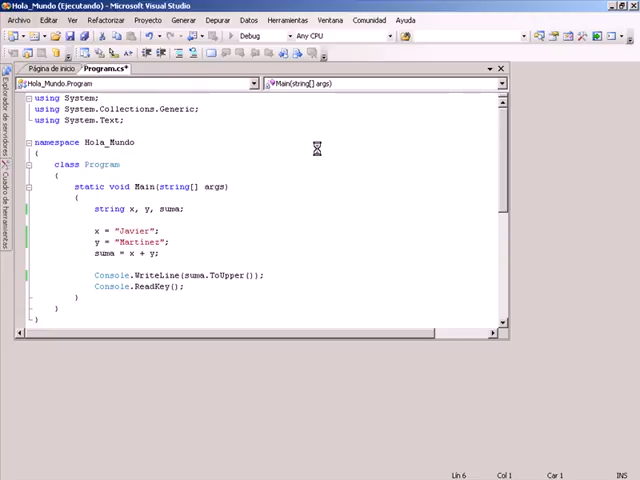 Hola_Mundo (Ejecutando) - Microsoft Visual Studio
Archivo Editar Ver Refactorizar Proyecto Generar Depurar Datos Herramientas Ventana Comunidad Ayuda
Debug Any CPU
Página de inicio Program.cs*
Hola_Mundo.Program Main(string[] args)
Explorador de servidores
Cuadro de herramientas
using System;
using System.Collections.Generic;
using System.Text;
namespace Hola_Mundo
{
class Program
{
static void Main(string[] args)
{
string x, y, suma;
x = "Javier";
y = "Martínez";
suma = x + y;
Console.WriteLine(suma.ToUpper());
Console.ReadKey();
}
}
}
Lín 6 Col 1 Car 1 INS